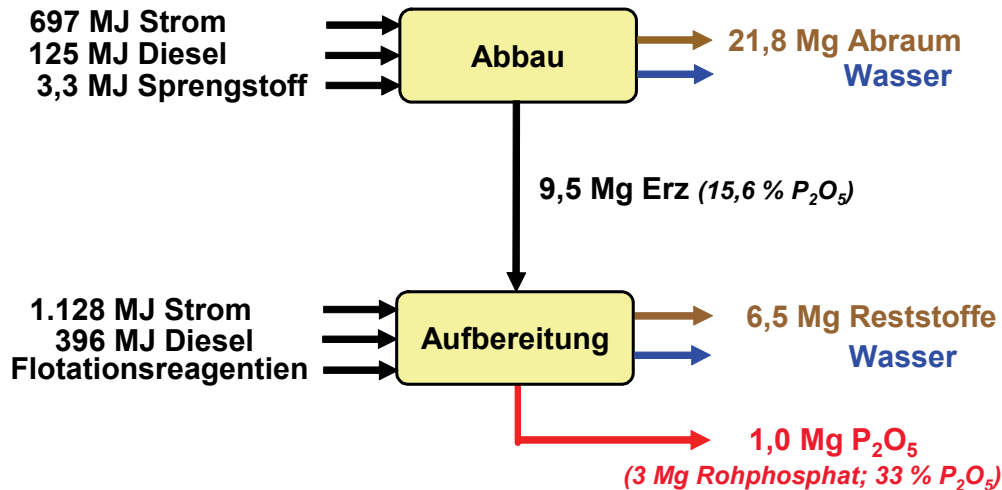 697 MJ Strom
125 MJ Diesel
3,3 MJ Sprengstoff
Abbau
21,8 Mg Abraum
Wasser
9,5 Mg Erz (15,6 % P₂O₅)
1.128 MJ Strom
396 MJ Diesel
Flotationsreagentien
Aufbereitung
6,5 Mg Reststoffe
Wasser
1,0 Mg P₂O₅
(3 Mg Rohphosphat; 33 % P₂O₅)